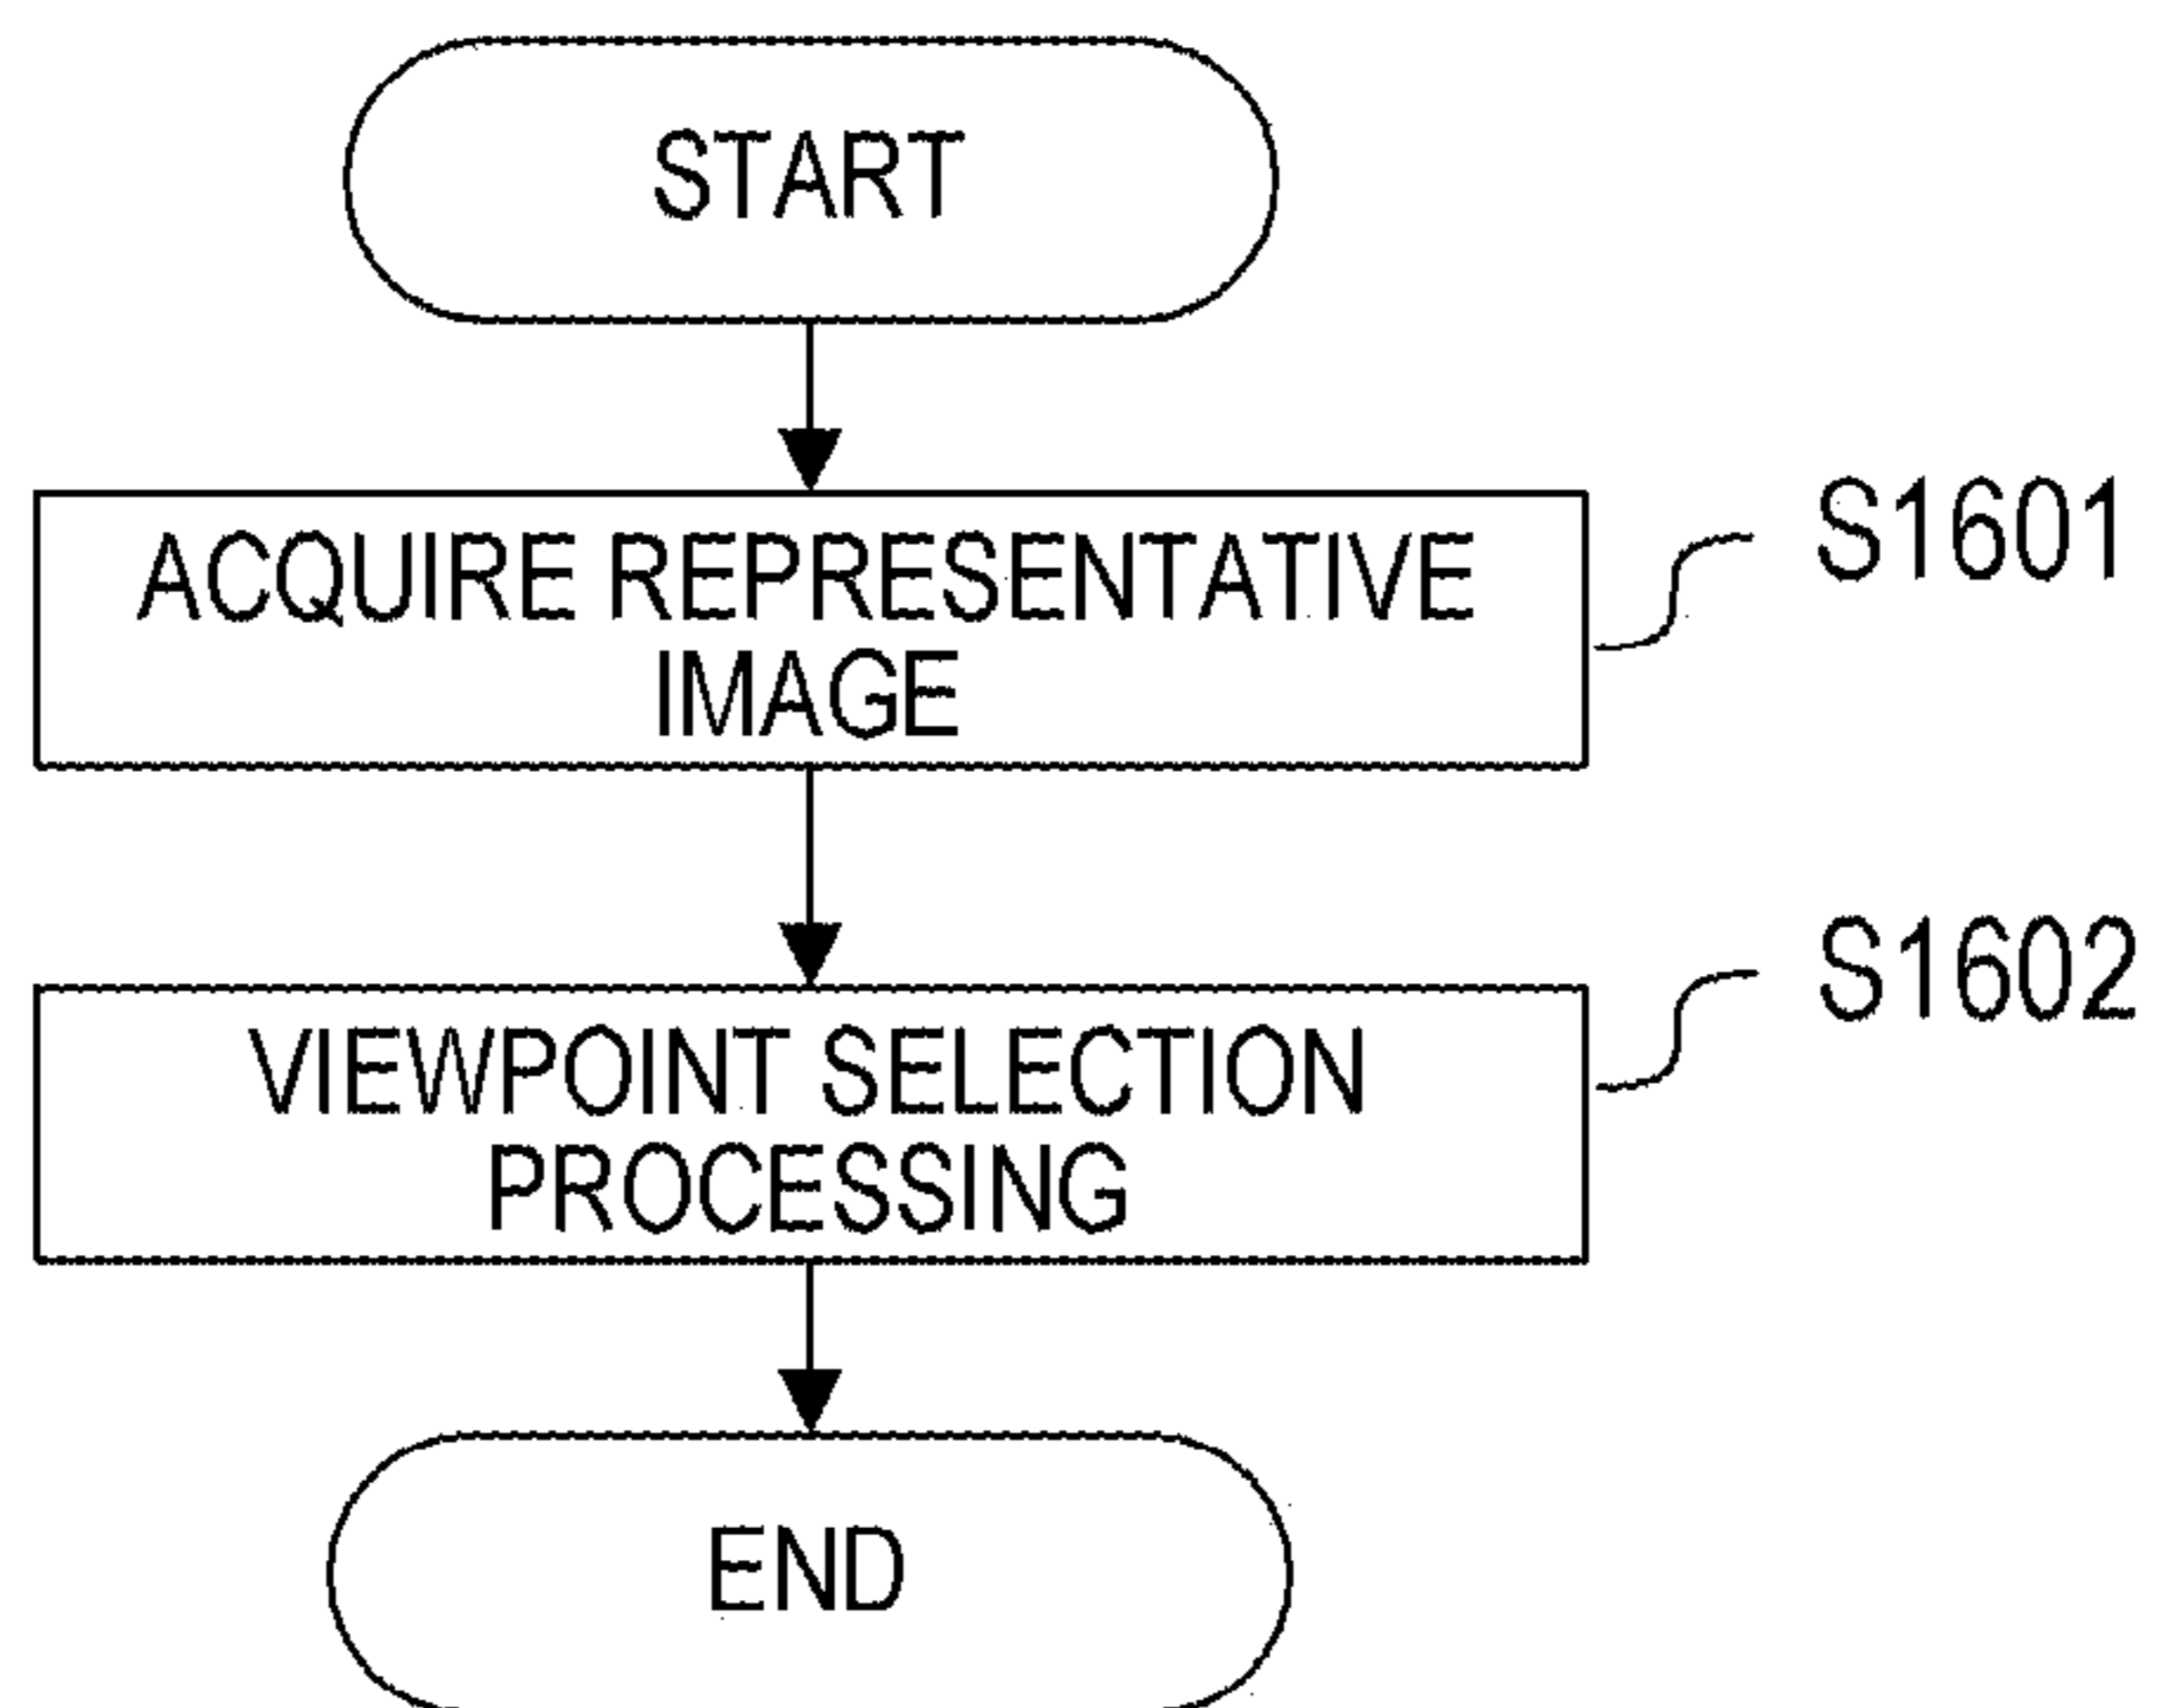 START
ACQUIRE REPRESENTATIVE
IMAGE
S1601
VIEWPOINT SELECTION
PROCESSING
S1602
END